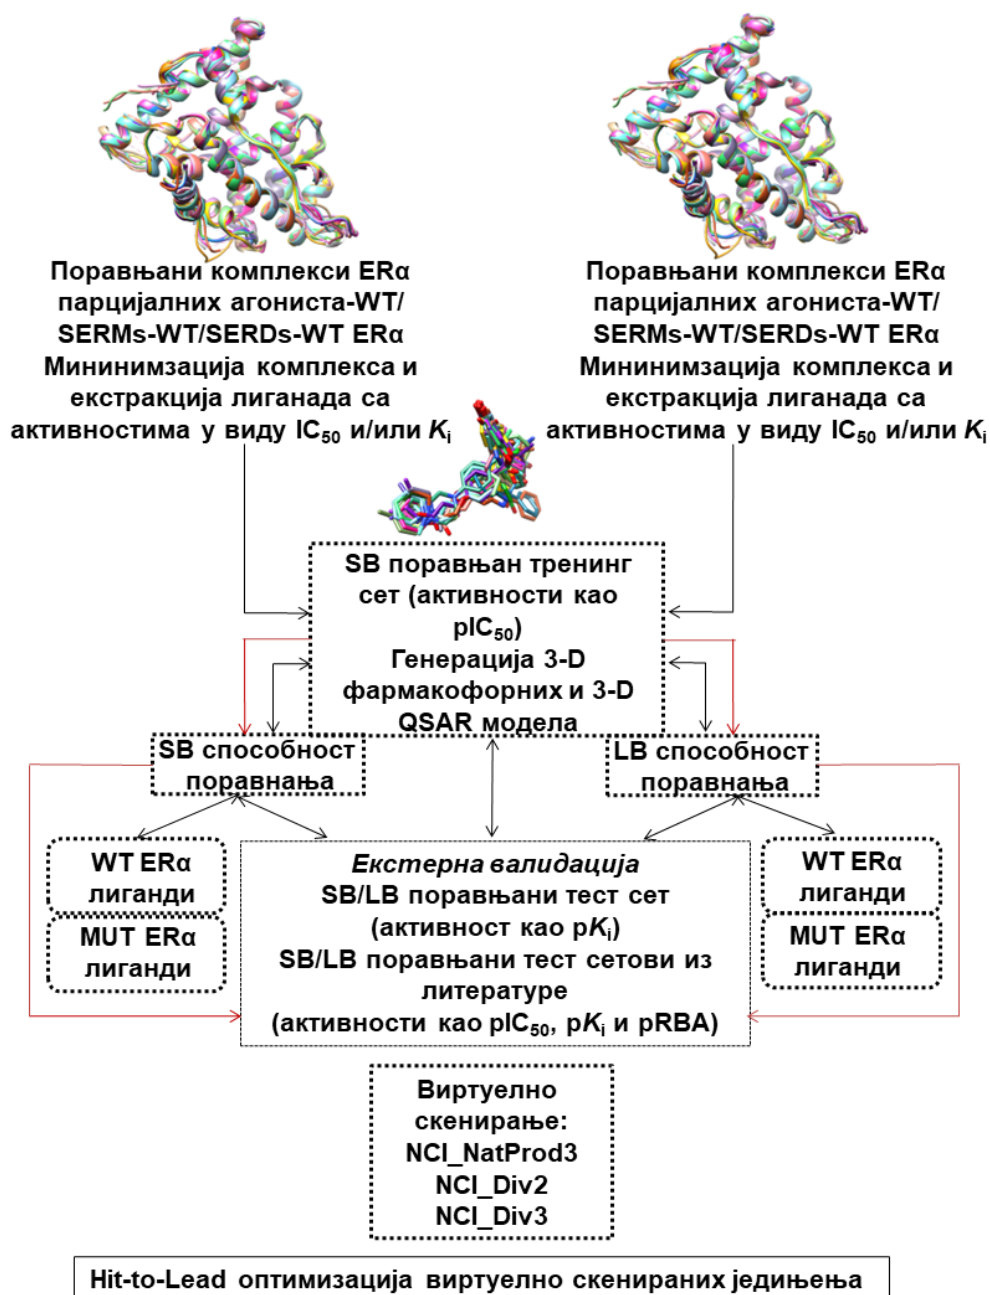 Поравњани комплекси ERα
парцијалних агониста-WT/
SERMs-WT/SERDs-WT ERα
Мининимзација комплекса и
екстракција лиганада са
активностима у виду IC₅₀ и/или Kᵢ
Поравњани комплекси ERα
парцијалних агониста-WT/
SERMs-WT/SERDs-WT ERα
Мининимзација комплекса и
екстракција лиганада са
активностима у виду IC₅₀ и/или Kᵢ
SB поравњан тренинг
сет (активности као
pIC₅₀)
Генерација 3-D
фармакофорних и 3-D
QSAR модела
SB способност
поравнања
LB способност
поравнања
WT ERα
лиганди
MUT ERα
лиганди
Екстерна валидација
SB/LB поравњани тест сет
(активност као pKᵢ)
SB/LB поравњани тест сетови из
литературе
(активности као pIC₅₀, pKᵢ и pRBA)
WT ERα
лиганди
MUT ERα
лиганди
Виртуелно
скенирање:
NCI_NatProd3
NCI_Div2
NCI_Div3
Hit-to-Lead оптимизација виртуелно скенираних једињења